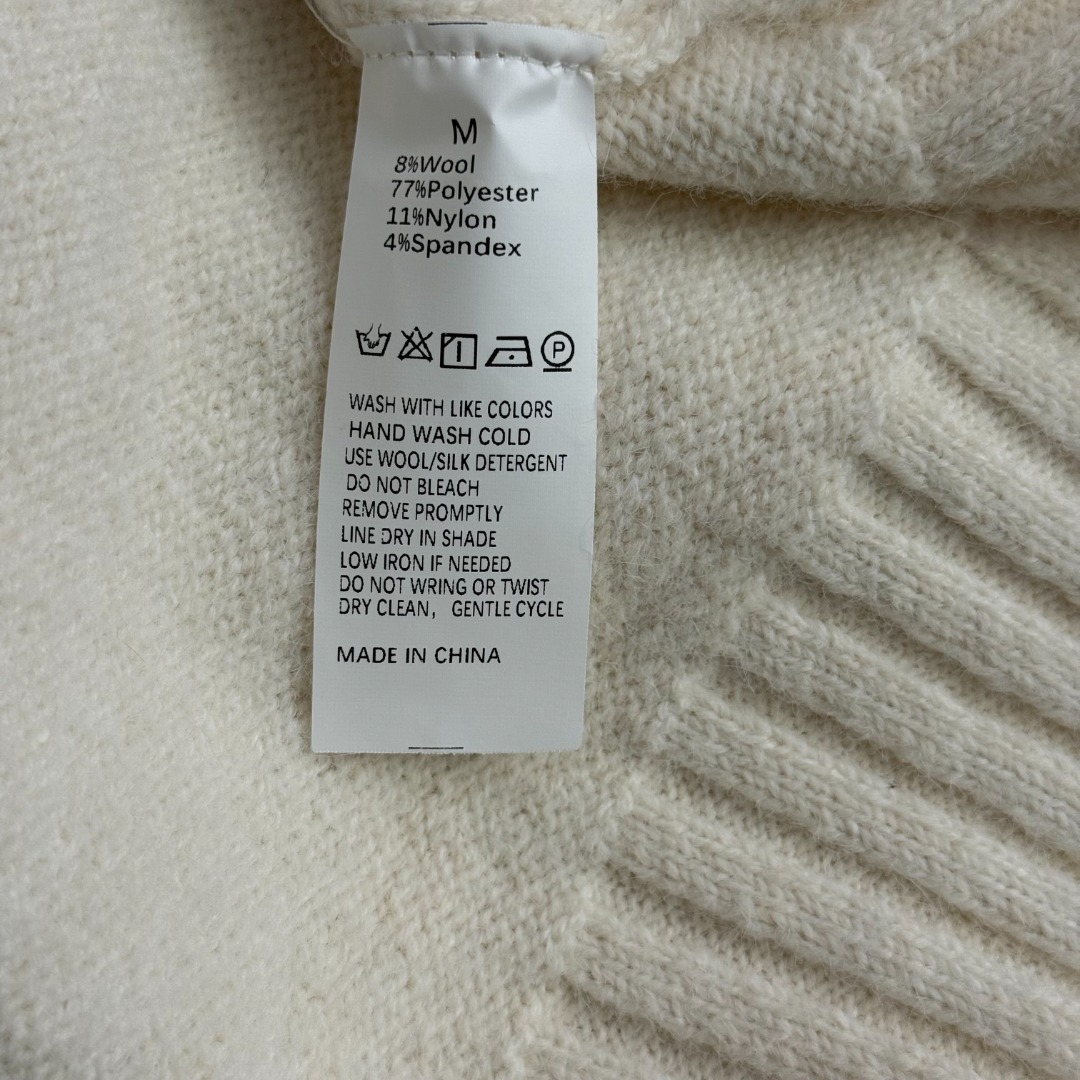 M
8%Wool
77%Polyester
11%Nylon
4%Spandex
P
WASH WITH LIKE COLORS
HAND WASH COLD
USE WOOL/SILK DETERGENT
DO NOT BLEACH
REMOVE PROMPTLY
LINE DRY IN SHADE
LOW IRON IF NEEDED
DO NOT WRING OR TWIST
DRY CLEAN, GENTLE CYCLE
MADE IN CHINA